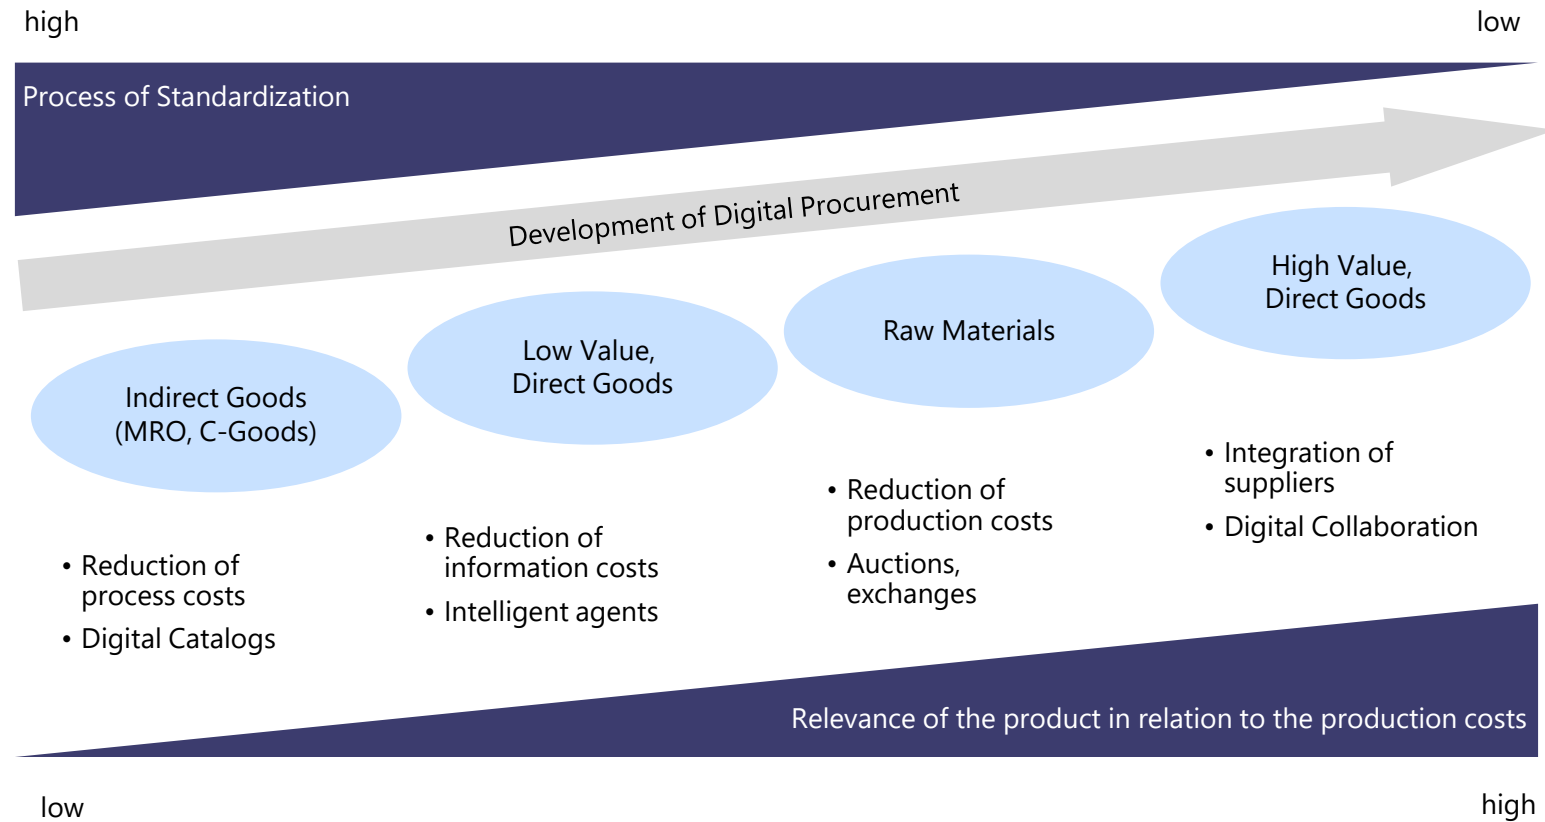 high
low
Process of Standardization
Development of Digital Procurement
Indirect Goods
(MRO, C-Goods)
• Reduction of
process costs
• Digital Catalogs
Low Value,
Direct Goods
• Reduction of
information costs
• Intelligent agents
Raw Materials
• Reduction of
production costs
• Auctions,
exchanges
High Value,
Direct Goods
• Integration of
suppliers
• Digital Collaboration
Relevance of the product in relation to the production costs
low
high